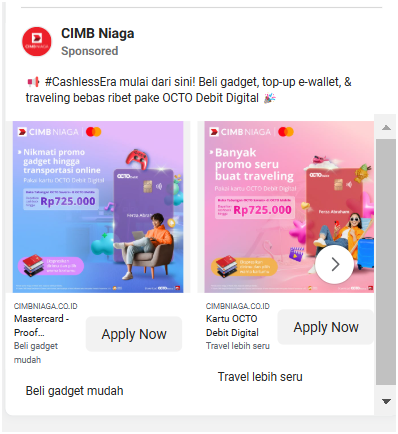 CIMB Niaga
Sponsored
📢 #CashlessEra mulai dari sini! Beli gadget, top-up e-wallet, &
traveling bebas ribet pake OCTO Debit Digital 🎉
CIMB NIAGA
Nikmati promo
gadget hingga
transportasi online
Pakai kartu OCTO Debit Digital
Rp725.000
OCTO
Persa Abraham
CIMB NIAGA
Banyak
promo seru
buat traveling
Pakai kartu OCTO Debit Digital
Rp725.000
OCTO
Persa Abraham
CIMBNIAGA.CO.ID
Mastercard -
Proof...
Beli gadget
mudah
Apply Now
CIMBNIAGA.CO.ID
Kartu OCTO
Debit Digital
Travel lebih seru
Apply Now
Beli gadget mudah
Travel lebih seru